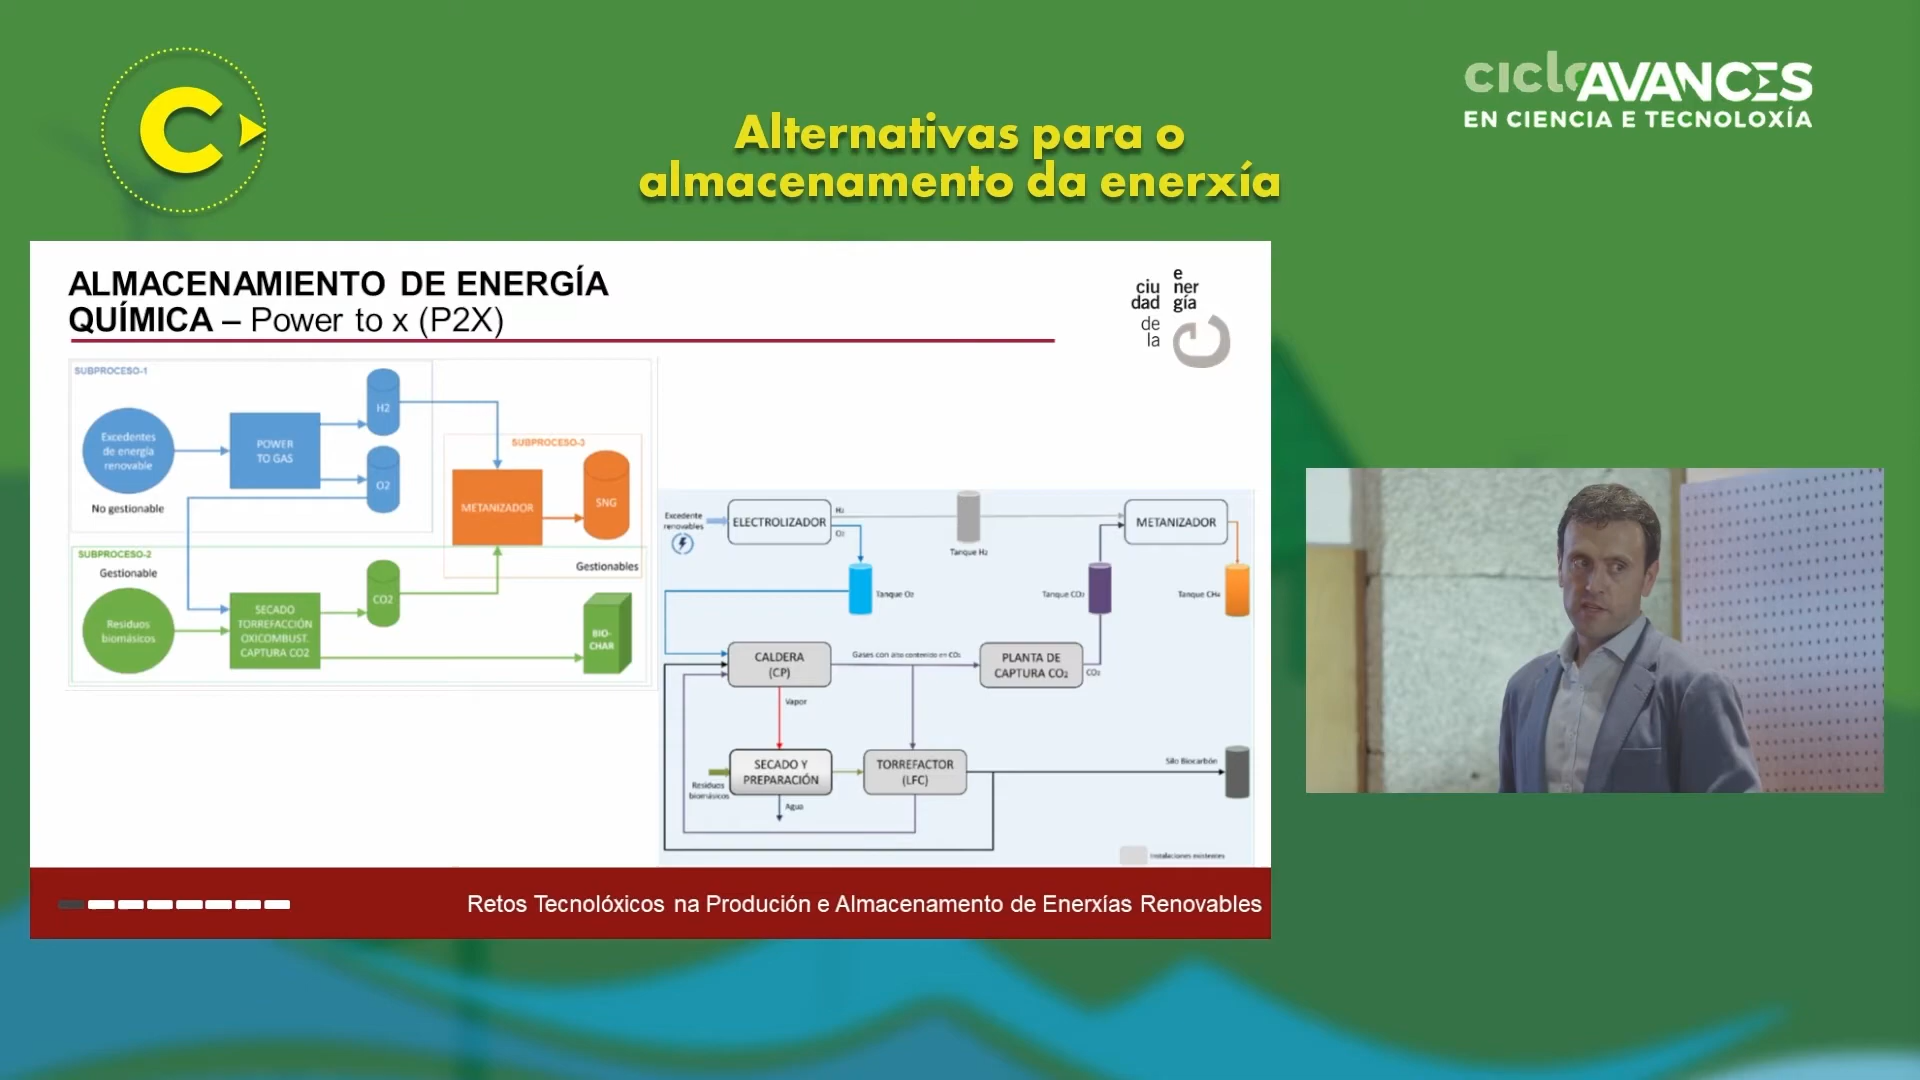 C
cicloAVANCES
EN CIENCIA E TECNOLOXÍA
Alternativas para o
almacenamento da enerxía
ALMACENAMIENTO DE ENERGÍA
QUÍMICA – Power to x (P2X)
ciu
dad
e
ner
gía
de
la
SUBPROCESO-1
Excedentes
de energía
renovable
No gestionable
POWER
TO GAS
H2
O2
SUBPROCESO-3
METANIZADOR
SNG
Gestionables
SUBPROCESO-2
Gestionable
Residuos
biomásicos
SECADO
TORREFACCIÓN
OXICOMBUST.
CAPTURA CO2
CO2
BIO-
CHAR
Excedente
renovables
ELECTROLIZADOR
H₂
O₂
Tanque H₂
METANIZADOR
Tanque O₂
Tanque CO₂
Tanque CH₄
CALDERA
(CP)
Gases con alto contenido en CO₂
PLANTA DE
CAPTURA CO₂
CO₂
Vapor
Residuos
biomásicos
SECADO Y
PREPARACIÓN
Agua
TORREFACTOR
(LFC)
Silo Biocarbón
Instalaciones existentes
Retos Tecnolóxicos na Produción e Almacenamento de Enerxías Renovables